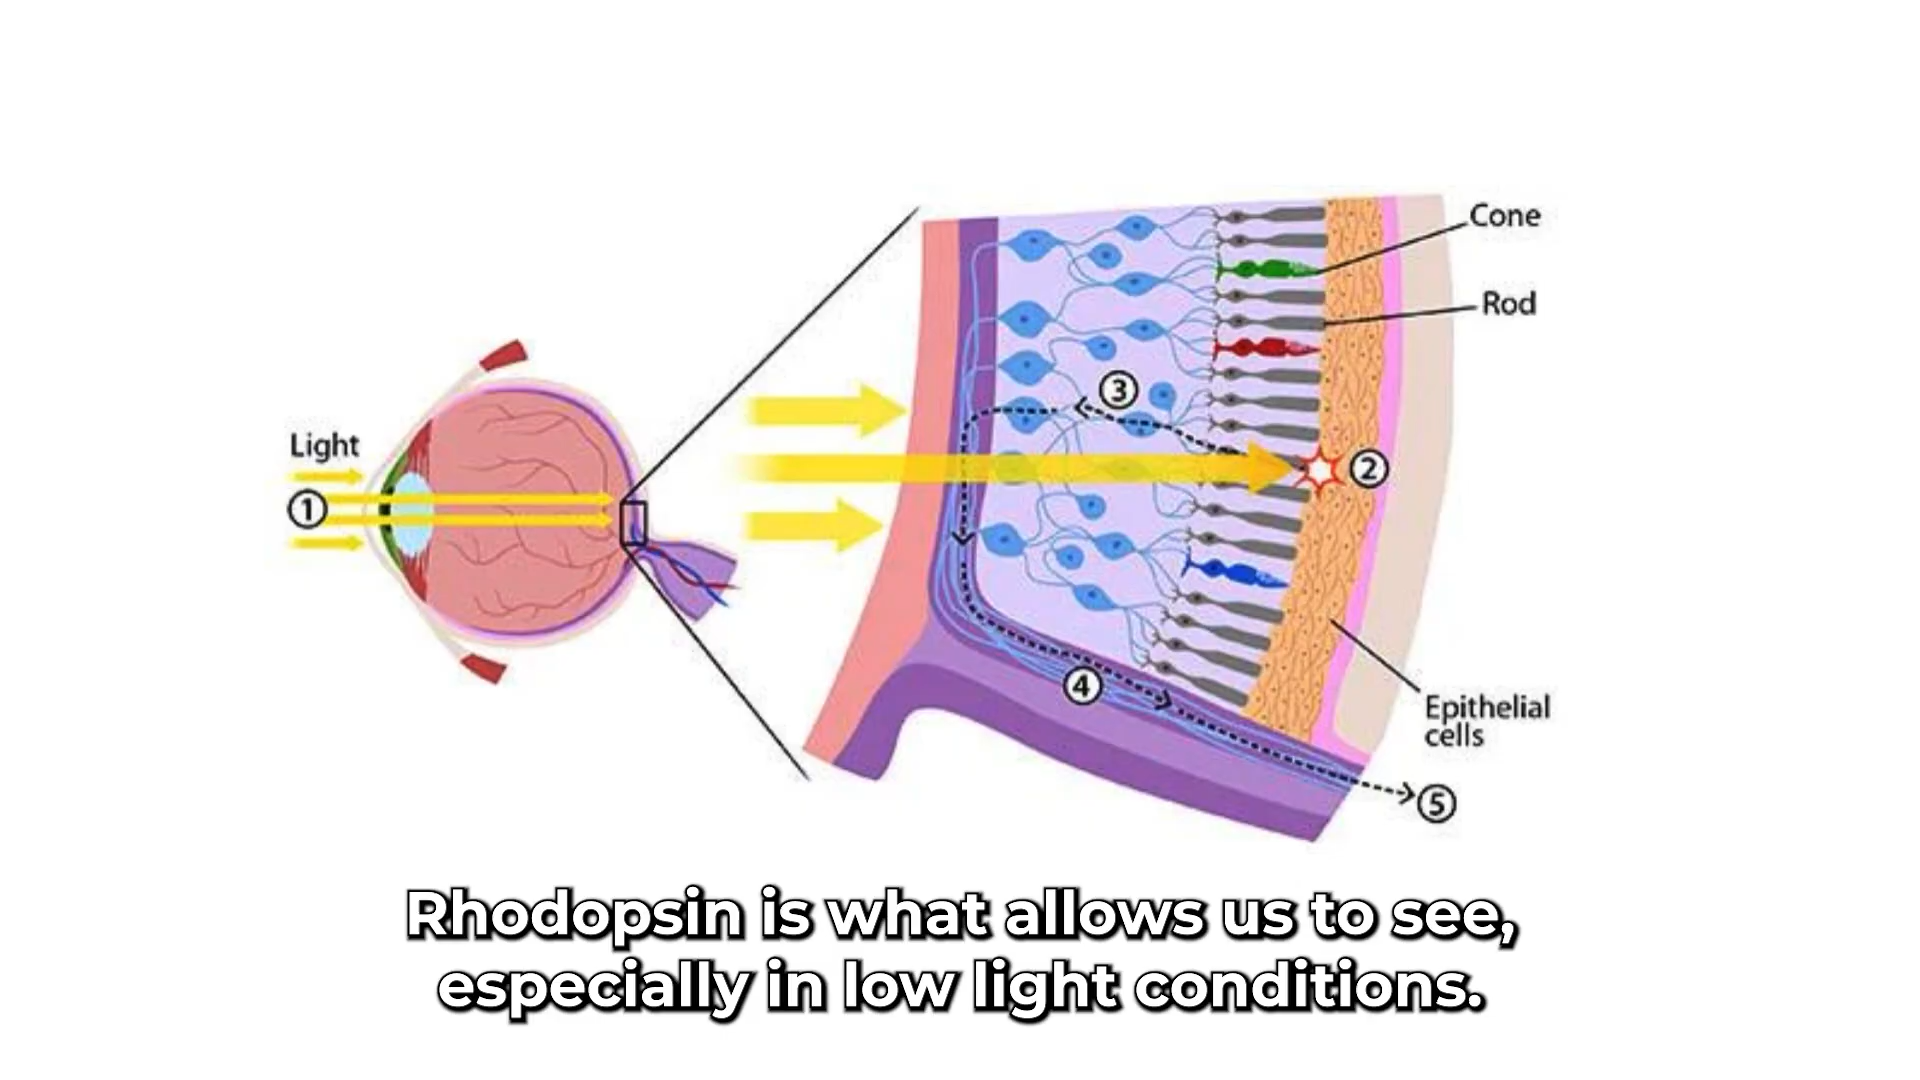 Cone
Rod
③
Light
②
①
④
Epithelial
cells
⑤
Rhodopsin is what allows us to see,
especially in low light conditions.